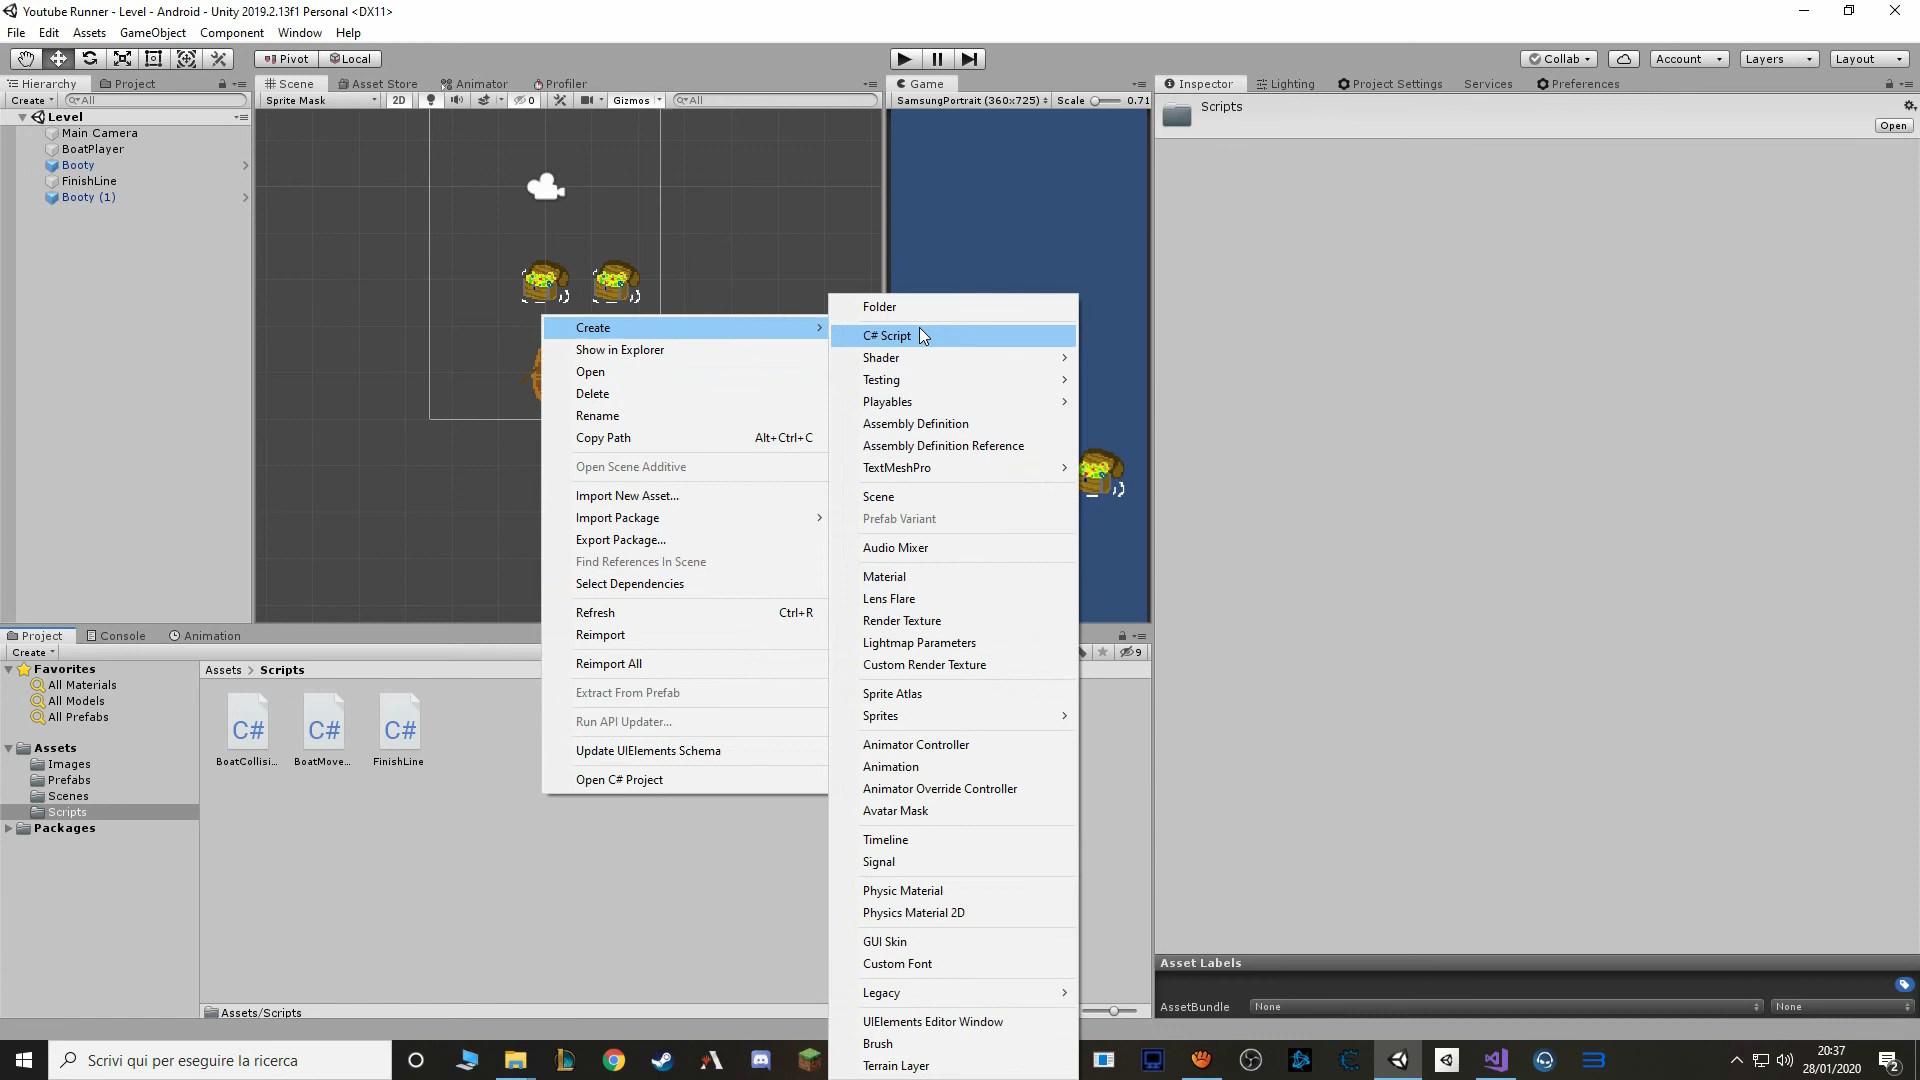 Youtube Runner - Level - Android - Unity 2019.2.13f1 Personal <DX11>
File Edit Assets GameObject Component Window Help
Pivot Local Collab Account Layers Layout
Hierarchy Project Scene Asset Store Animator Profiler Game Inspector Lighting Project Settings Services Preferences
Create All Sprite Mask 2D 0 Gizmos All SamsungPortrait (360x725) Scale 0.71
Scripts
Open
Level
Main Camera
BoatPlayer
Booty
FinishLine
Booty (1)
Create
Show in Explorer
Open
Delete
Rename
Copy Path Alt+Ctrl+C
Open Scene Additive
Import New Asset...
Import Package
Export Package...
Find References In Scene
Select Dependencies
Refresh Ctrl+R
Reimport
Reimport All
Extract From Prefab
Run API Updater...
Update UIElements Schema
Open C# Project
Folder
C# Script
Shader
Testing
Playables
Assembly Definition
Assembly Definition Reference
TextMeshPro
Scene
Prefab Variant
Audio Mixer
Material
Lens Flare
Render Texture
Lightmap Parameters
Custom Render Texture
Sprite Atlas
Sprites
Animator Controller
Animation
Animator Override Controller
Avatar Mask
Timeline
Signal
Physic Material
Physics Material 2D
GUI Skin
Custom Font
Legacy
UIElements Editor Window
Brush
Terrain Layer
Project Console Animation
Create 9
Favorites
All Materials
All Models
All Prefabs
Assets
Images
Prefabs
Scenes
Scripts
Packages
Assets > Scripts
C# C# C#
BoatCollisi... BoatMove... FinishLine
Assets/Scripts
Asset Labels
AssetBundle None None
Scrivi qui per eseguire la ricerca
20:37
28/01/2020
2